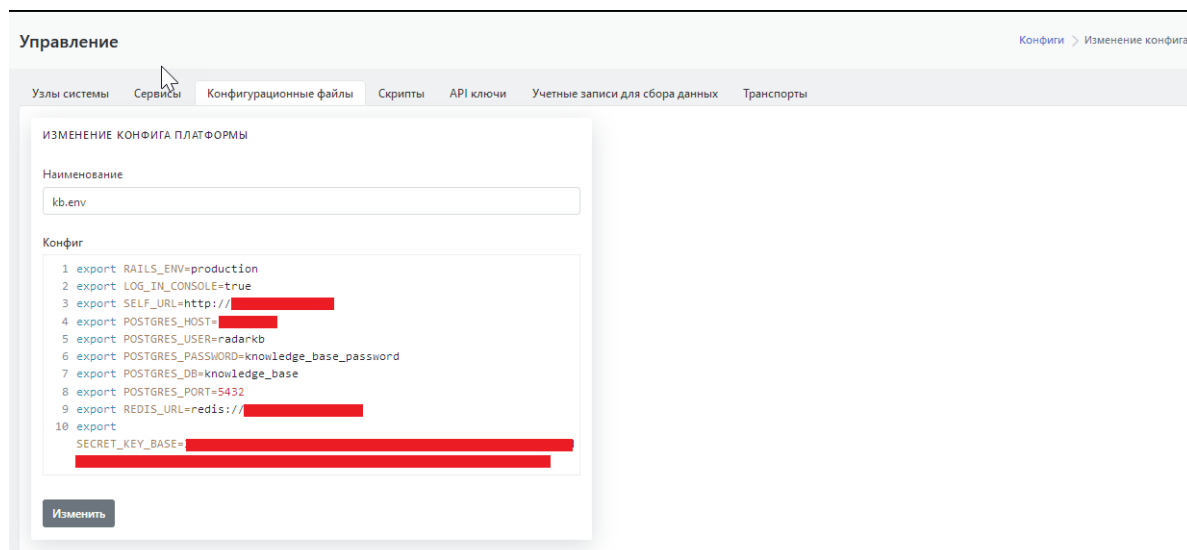 Управление
Конфиги > Изменение конфига
Узлы системы Сервисы Конфигурационные файлы Скрипты API ключи Учетные записи для сбора данных Транспорты
ИЗМЕНЕНИЕ КОНФИГА ПЛАТФОРМЫ
Наименование
kb.env
Конфиг
1 export RAILS_ENV=production
2 export LOG_IN_CONSOLE=true
3 export SELF_URL=http://
4 export POSTGRES_HOST=
5 export POSTGRES_USER=radarkb
6 export POSTGRES_PASSWORD=knowledge_base_password
7 export POSTGRES_DB=knowledge_base
8 export POSTGRES_PORT=5432
9 export REDIS_URL=redis://
10 export
SECRET_KEY_BASE=
Изменить